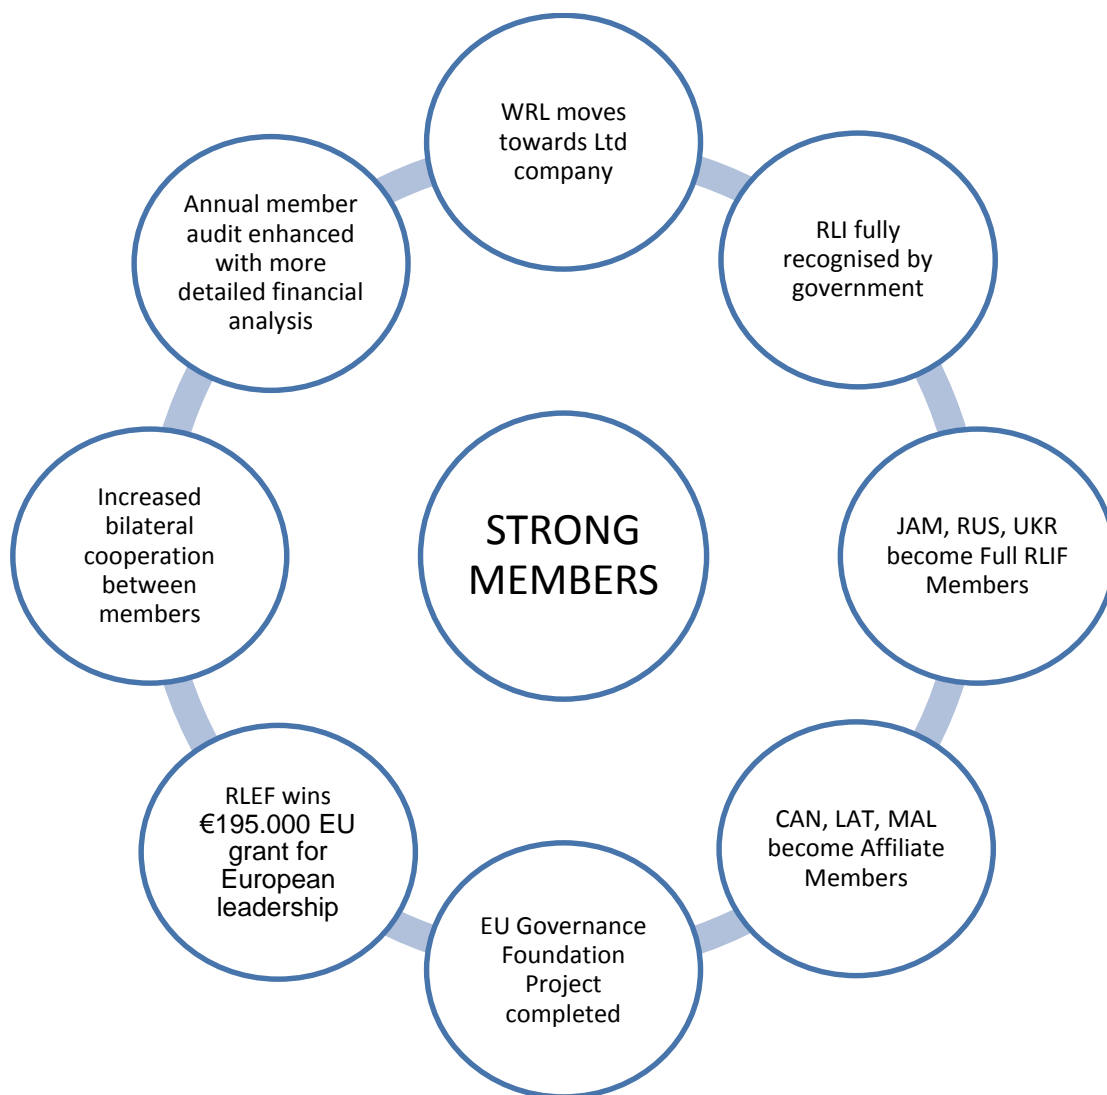 WRL moves
towards Ltd
company
RLI fully
recognised by
government
JAM, RUS, UKR
become Full RLIF
Members
CAN, LAT, MAL
become Affiliate
Members
EU Governance
Foundation
Project
completed
RLEF wins
€195.000 EU
grant for
European
leadership
Increased
bilateral
cooperation
between
members
Annual member
audit enhanced
with more
detailed financial
analysis
STRONG
MEMBERS